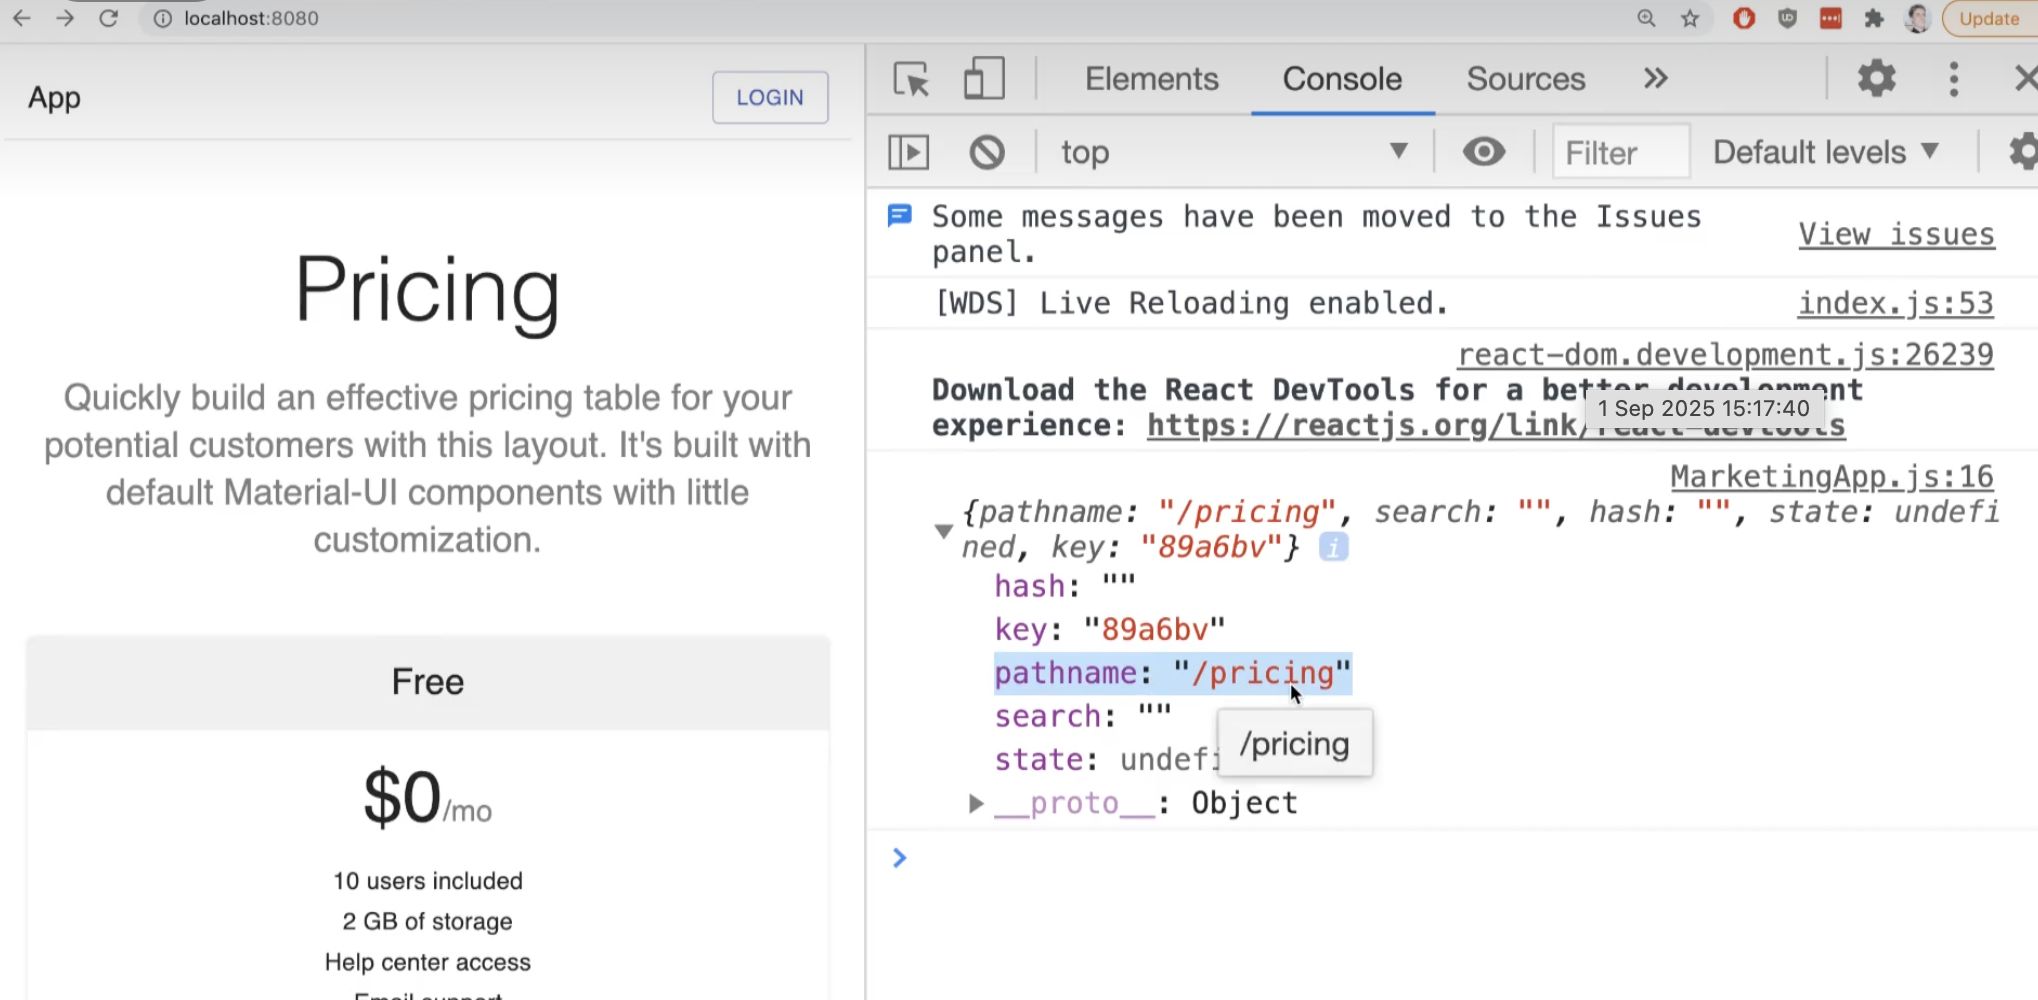 localhost:8080
Update
App
LOGIN
Pricing
Quickly build an effective pricing table for your
potential customers with this layout. It's built with
default Material-UI components with little
customization.
Free
$0/mo
10 users included
2 GB of storage
Help center access
Email support
Elements Console Sources »
top ▼ Filter Default levels ▼
Some messages have been moved to the Issues
panel.
View issues
[WDS] Live Reloading enabled. index.js:53
react-dom.development.js:26239
Download the React DevTools for a better development
experience: https://reactjs.org/link/react-devtools
1 Sep 2025 15:17:40
MarketingApp.js:16
{pathname: "/pricing", search: "", hash: "", state: undefi
ned, key: "89a6bv"} i
hash: ""
key: "89a6bv"
pathname: "/pricing"
search: ""
/pricing
state: undefi
__proto__: Object